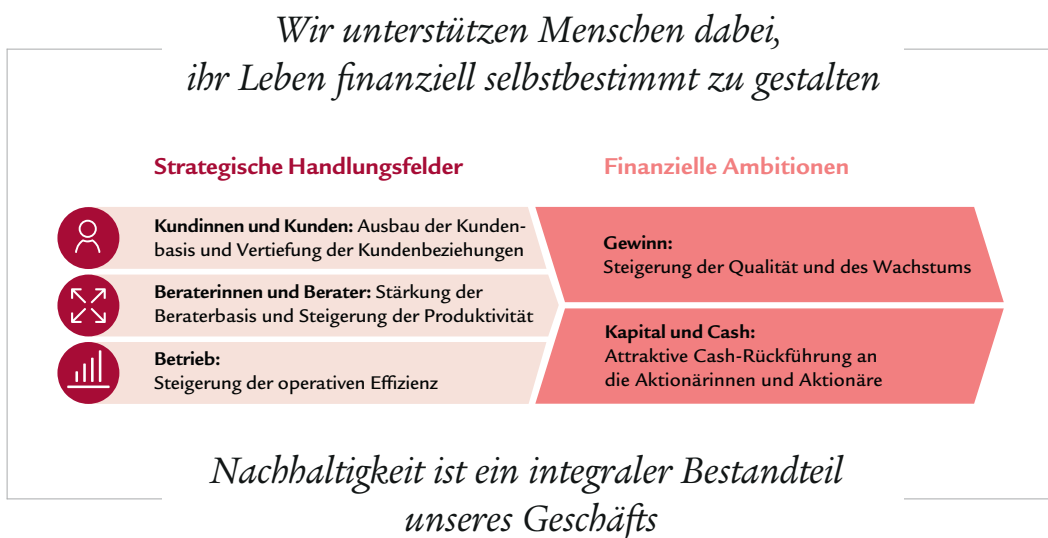 Wir unterstützen Menschen dabei,
ihr Leben finanziell selbstbestimmt zu gestalten
Strategische Handlungsfelder
Kundinnen und Kunden: Ausbau der Kunden-
basis und Vertiefung der Kundenbeziehungen
Beraterinnen und Berater: Stärkung der
Beraterbasis und Steigerung der Produktivität
Betrieb:
Steigerung der operativen Effizienz
Finanzielle Ambitionen
Gewinn:
Steigerung der Qualität und des Wachstums
Kapital und Cash:
Attraktive Cash-Rückführung an
die Aktionärinnen und Aktionäre
Nachhaltigkeit ist ein integraler Bestandteil
unseres Geschäfts